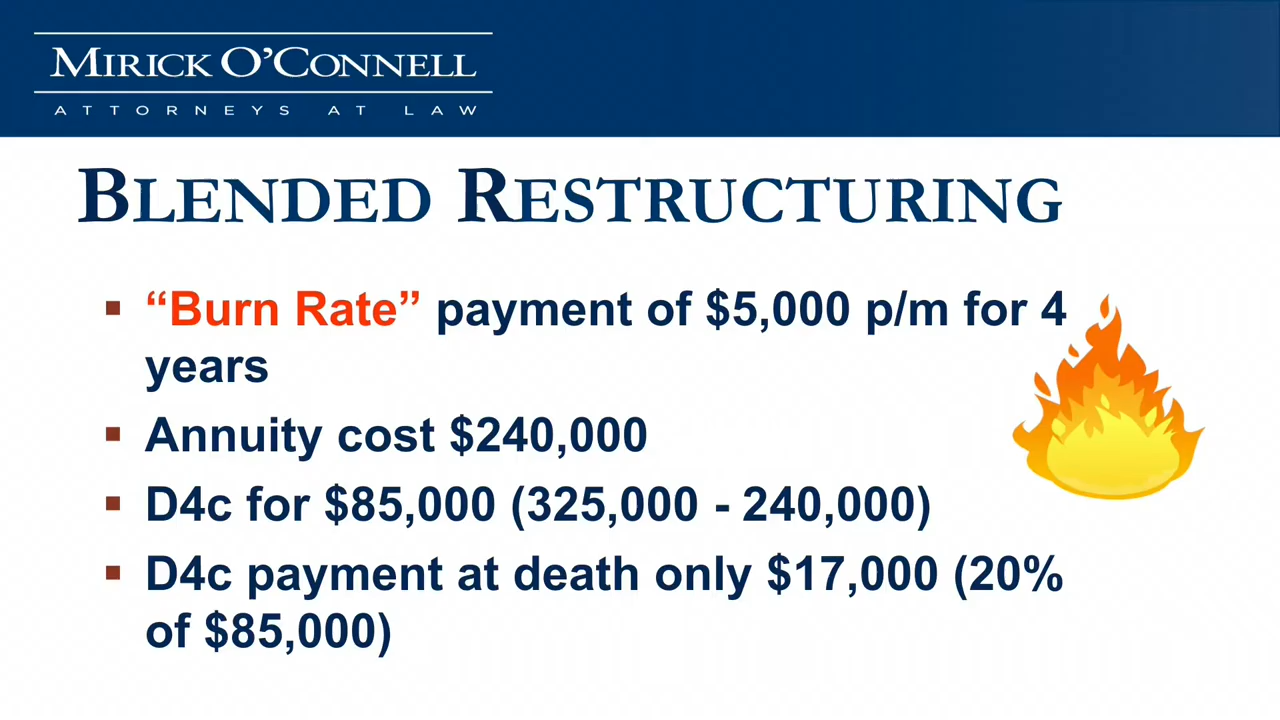 MIRICK O'CONNELL
ATTORNEYS AT LAW
BLENDED RESTRUCTURING
▪ “Burn Rate” payment of $5,000 p/m for 4
years
▪ Annuity cost $240,000
▪ D4c for $85,000 (325,000 - 240,000)
▪ D4c payment at death only $17,000 (20%
of $85,000)